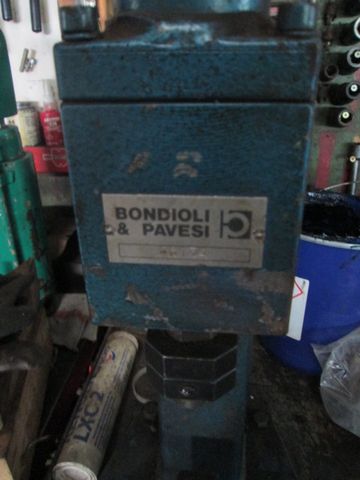 BONDIOLI
& PAVESI
LXC 2